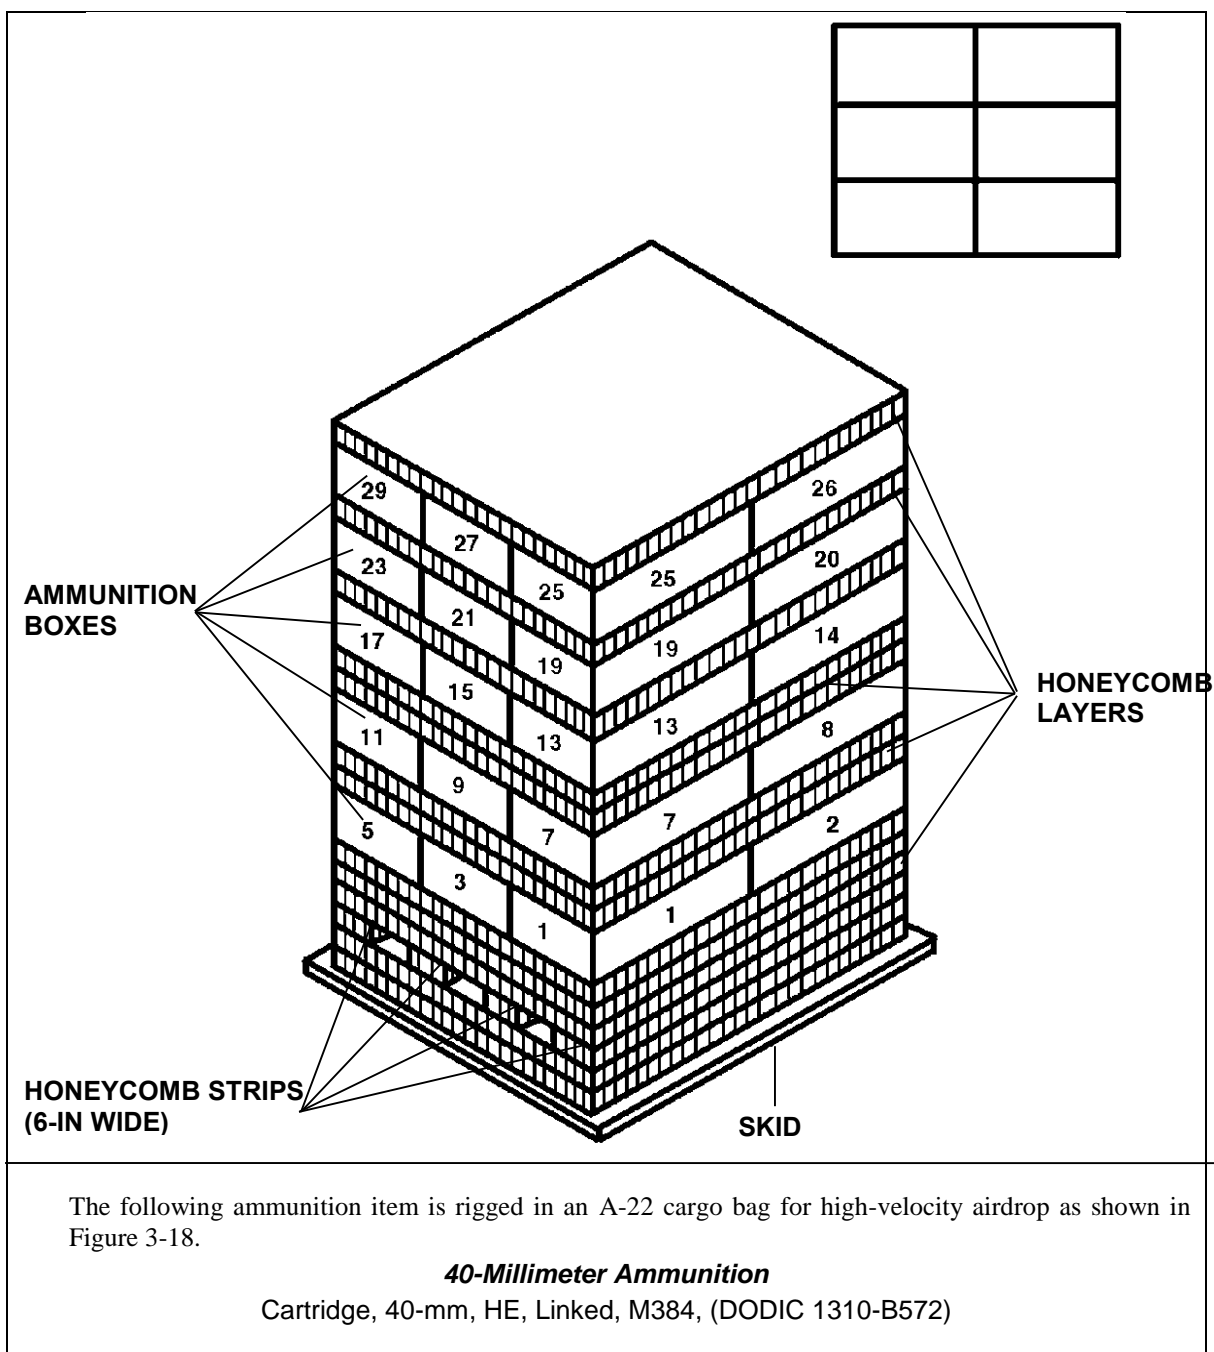 29
27
25
26
25
23
21
19
20
19
17
15
13
14
13
11
9
7
8
7
5
3
1
2
1
AMMUNITION
BOXES
HONEYCOMB
LAYERS
HONEYCOMB STRIPS
(6-IN WIDE)
SKID
The following ammunition item is rigged in an A-22 cargo bag for high-velocity airdrop as shown in
Figure 3-18.
40-Millimeter Ammunition
Cartridge, 40-mm, HE, Linked, M384, (DODIC 1310-B572)